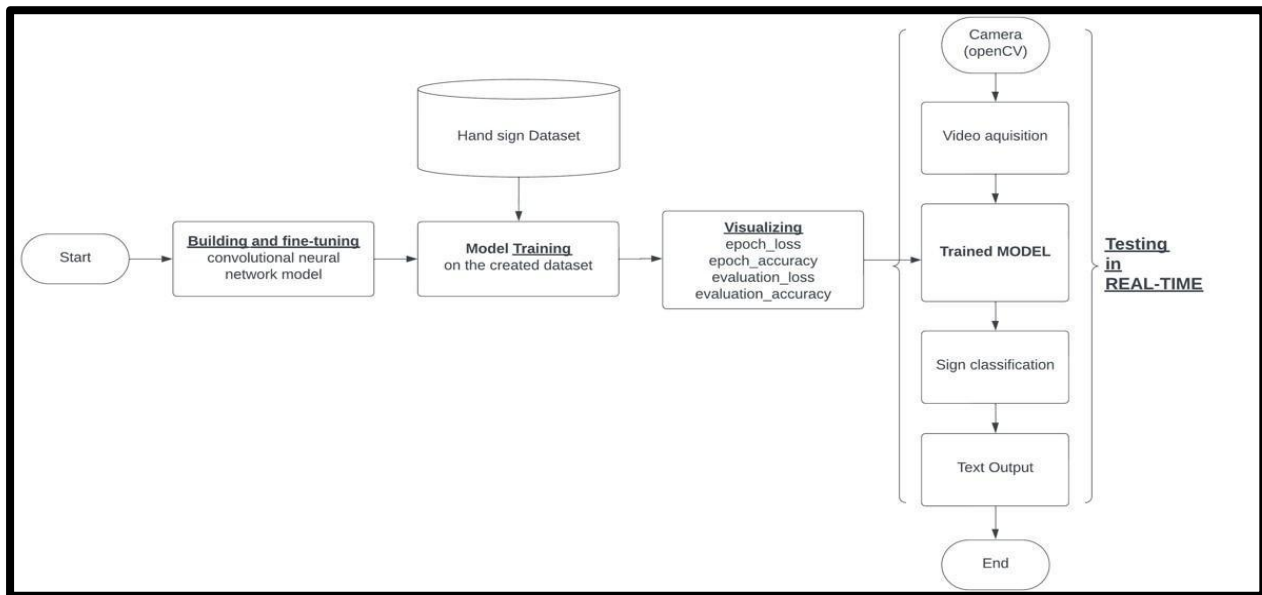 Start
Building and fine-tuning
convolutional neural
network model
Hand sign Dataset
Model Training
on the created dataset
Visualizing
epoch_loss
epoch_accuracy
evaluation_loss
evaluation_accuracy
Camera
(openCV)
Video aquisition
Trained MODEL
Sign classification
Text Output
End
Testing
in
REAL-TIME